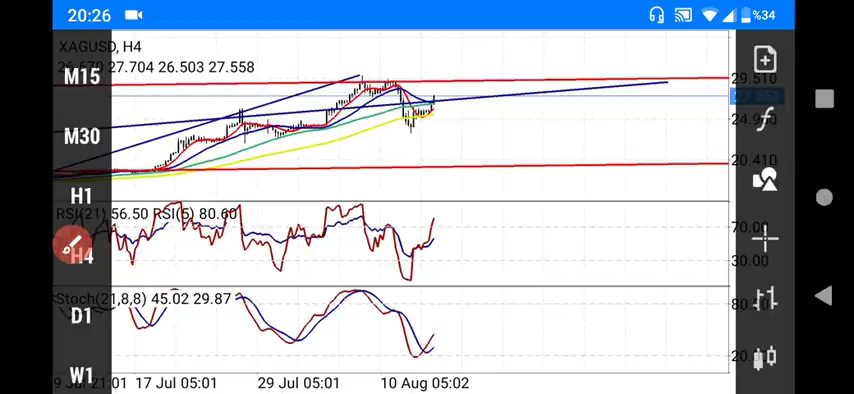 20:26
%34
XAGUSD, H4
27.704 26.503 27.558
M15
29.510
M30
20.410
H1
RSI(21) 56.50 RSI(5) 80.60
70.00
H4
30.00
Stoch(21,8,8) 45.02 29.87
80.
D1
20.
W1
17 Jul 05:01
29 Jul 05:01
10 Aug 05:02